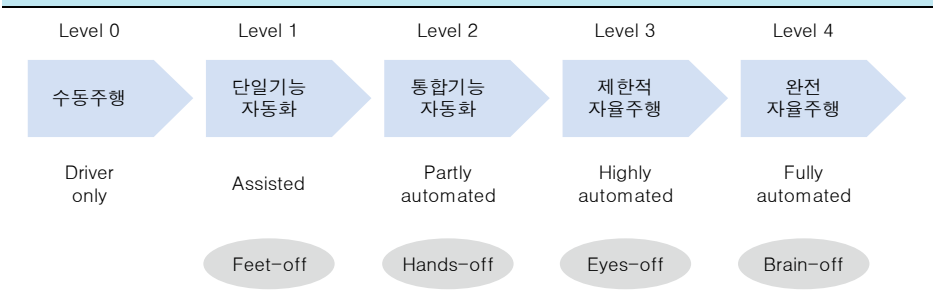 Level 0
Level 1
Level 2
Level 3
Level 4
수동주행
단일기능
자동화
통합기능
자동화
제한적
자율주행
완전
자율주행
Driver
only
Assisted
Partly
automated
Highly
automated
Fully
automated
Feet-off
Hands-off
Eyes-off
Brain-off